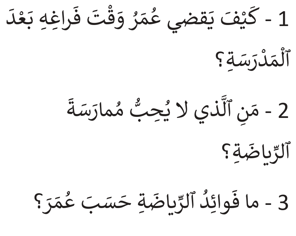 1 - كَيْفَ يَقضي عُمَرُ وَقْتَ فَراغِهِ بَعْدَ
ٱلْمَدْرَسَةِ؟
2 - مَنِ ٱلَّذي لا يُحِبُّ مُمارَسَةَ
ٱلرِّياضَةِ؟
3 - ما فَوائِدُ ٱلرِّياضَةِ حَسَبَ عُمَرَ؟